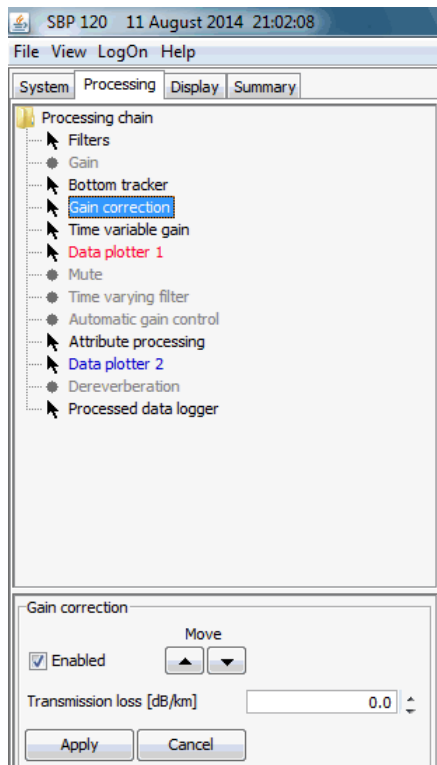 SBP 120 11 August 2014 21:02:08
File View LogOn Help
System Processing Display Summary
Processing chain
Filters
Gain
Bottom tracker
Gain correction
Time variable gain
Data plotter 1
Mute
Time varying filter
Automatic gain control
Attribute processing
Data plotter 2
Dereverberation
Processed data logger
Gain correction
Move
Enabled
Transmission loss [dB/km] 0.0
Apply Cancel